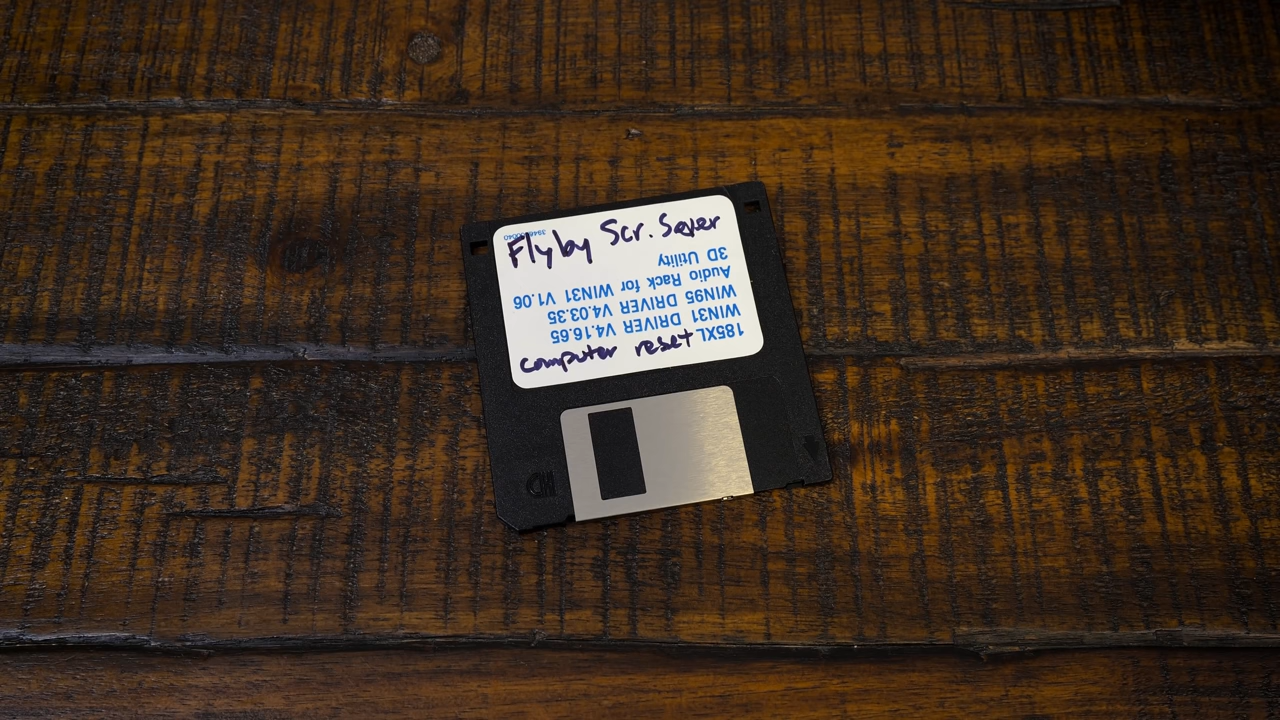 Flyby Scr. Saver
computer reset
185XL
WIN31 DRIVER V4.16.65
WIN95 DRIVER V4.03.35
Audio Rack for WIN31 V1.06
3D Utility
HD